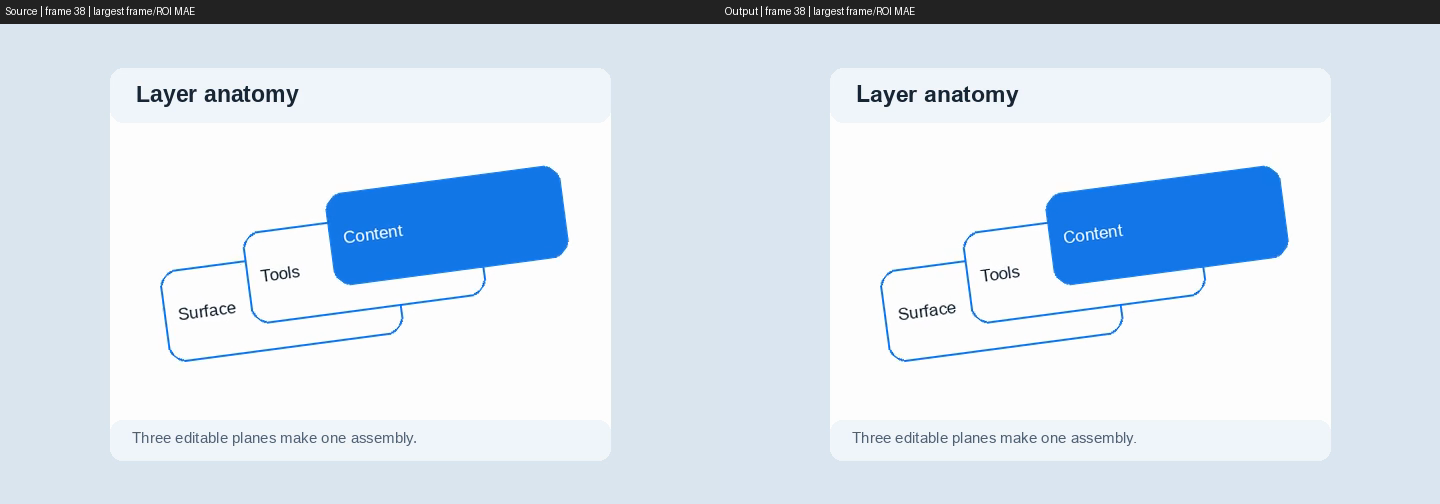 Source | frame 38 | largest frame/ROI MAE
Output | frame 38 | largest frame/ROI MAE
Layer anatomy
Content
Tools
Surface
Three editable planes make one assembly.
Layer anatomy
Content
Tools
Surface
Three editable planes make one assembly.